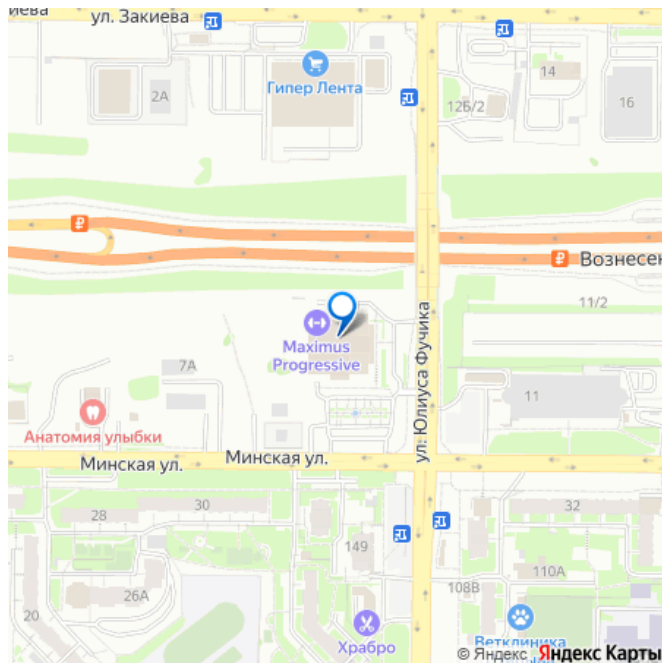 иева
ул. Закиева
Гипер Лента
2А
14
12Б/2
16
Вознесен
11/2
Maximus
Progressive
ул. Юлиуса Фучика
7А
11
Анатомия улыбки
Минская ул.
Минская ул.
30
28
32
149
110А
108В
26А
20
Храбро
Ветклиника
© Яндекс Яндекс Карты